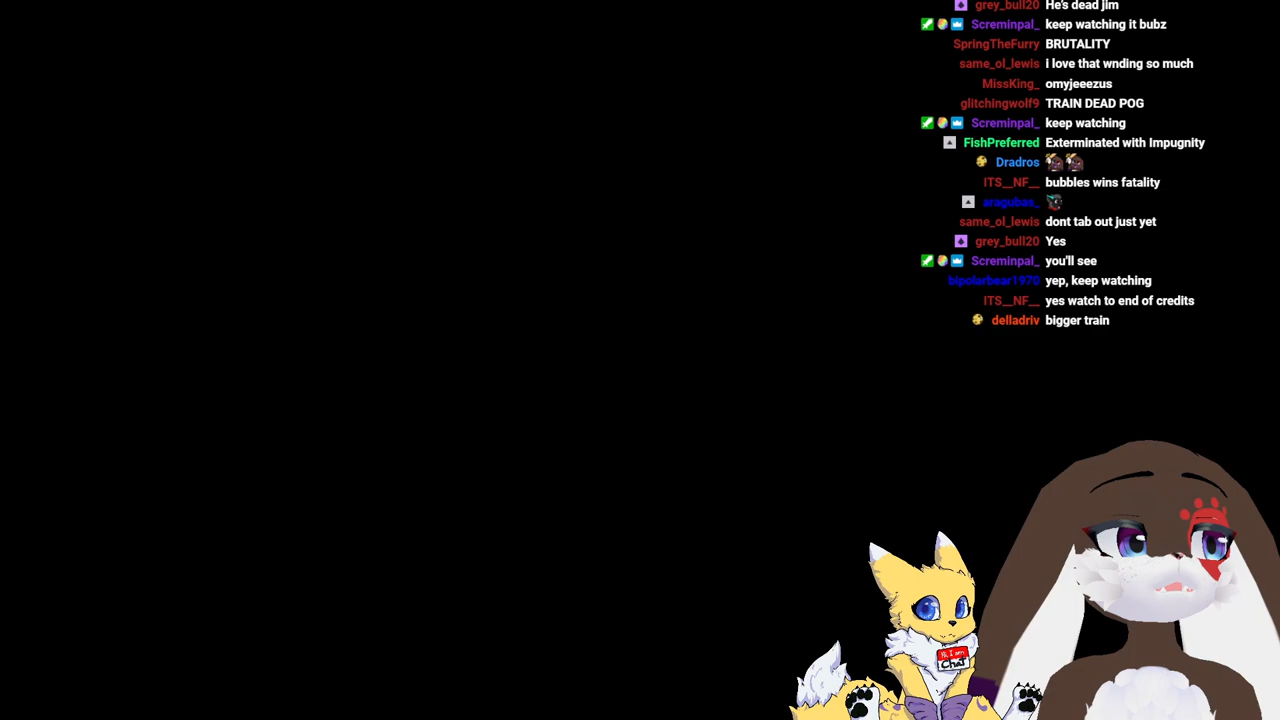 grey_bull20 He's dead jim
Screminpal_ keep watching it bubz
SpringTheFurry BRUTALITY
same_ol_lewis i love that wnding so much
MissKing_ omyjeeezus
glitchingwolf9 TRAIN DEAD POG
Screminpal_ keep watching
FishPreferred Exterminated with Impugnity
Dradros
ITS__NF__ bubbles wins fatality
aragubas_
same_ol_lewis dont tab out just yet
grey_bull20 Yes
Screminpal_ you'll see
bipolarbear1970 yep, keep watching
ITS__NF__ yes watch to end of credits
delladriv bigger train
Hi, I am
Chat